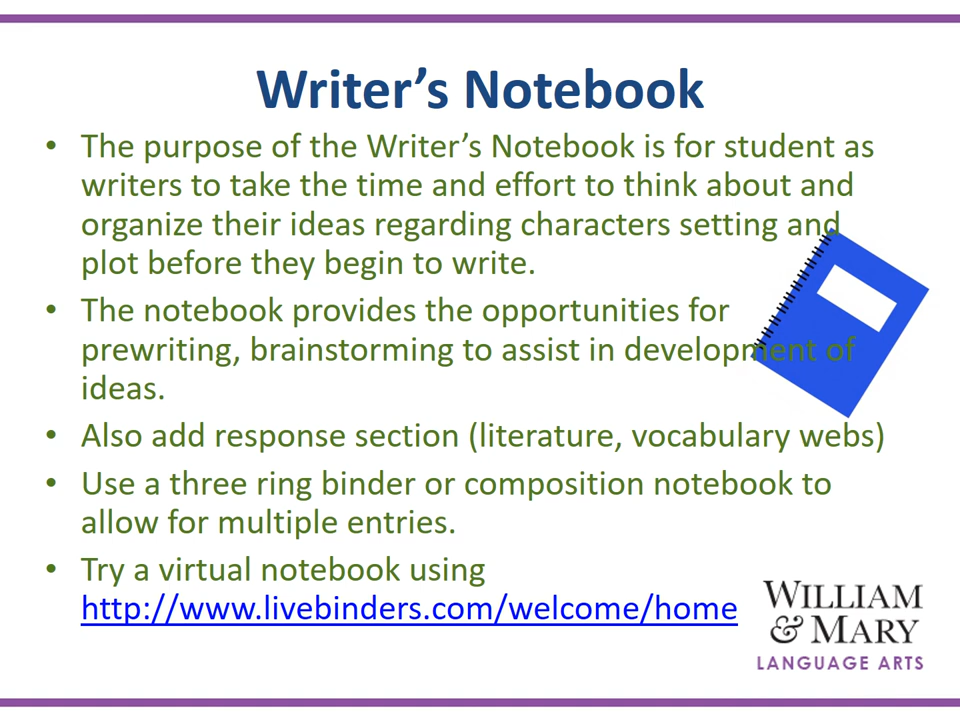 Writer’s Notebook
• The purpose of the Writer’s Notebook is for student as
writers to take the time and effort to think about and
organize their ideas regarding characters setting and
plot before they begin to write.
• The notebook provides the opportunities for
prewriting, brainstorming to assist in development of
ideas.
• Also add response section (literature, vocabulary webs)
• Use a three ring binder or composition notebook to
allow for multiple entries.
• Try a virtual notebook using
http://www.livebinders.com/welcome/home
WILLIAM
& MARY
LANGUAGE ARTS